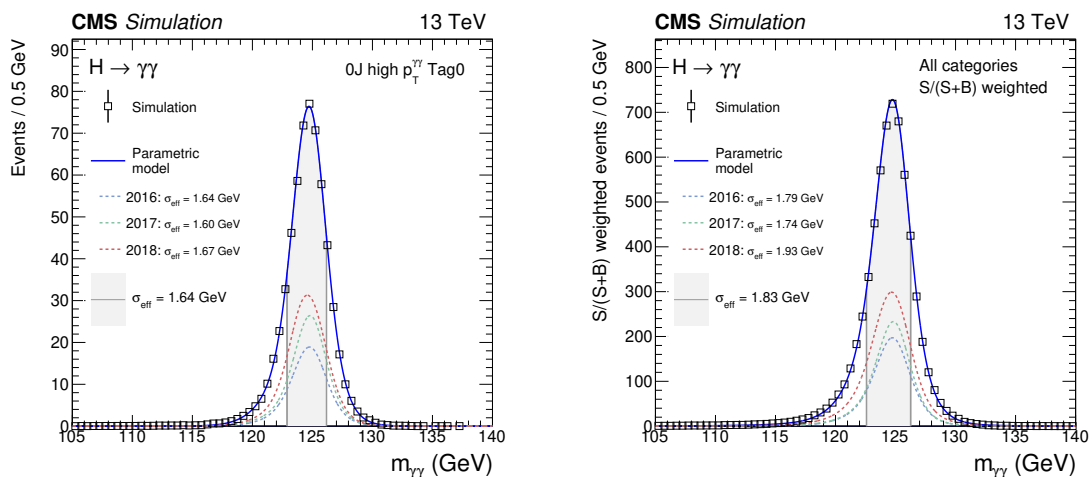 CMS Simulation 13 TeV
Events / 0.5 GeV
H → γγ
0J high p_T^γγ Tag0
Simulation
Parametric
model
2016: σ_eff = 1.64 GeV
2017: σ_eff = 1.60 GeV
2018: σ_eff = 1.67 GeV
σ_eff = 1.64 GeV
90
80
70
60
50
40
30
20
10
0
105 110 115 120 125 130 135 140
m_γγ (GeV)
CMS Simulation 13 TeV
S/(S+B) weighted events / 0.5 GeV
H → γγ
All categories
S/(S+B) weighted
Simulation
Parametric
model
2016: σ_eff = 1.79 GeV
2017: σ_eff = 1.74 GeV
2018: σ_eff = 1.93 GeV
σ_eff = 1.83 GeV
800
700
600
500
400
300
200
100
0
105 110 115 120 125 130 135 140
m_γγ (GeV)